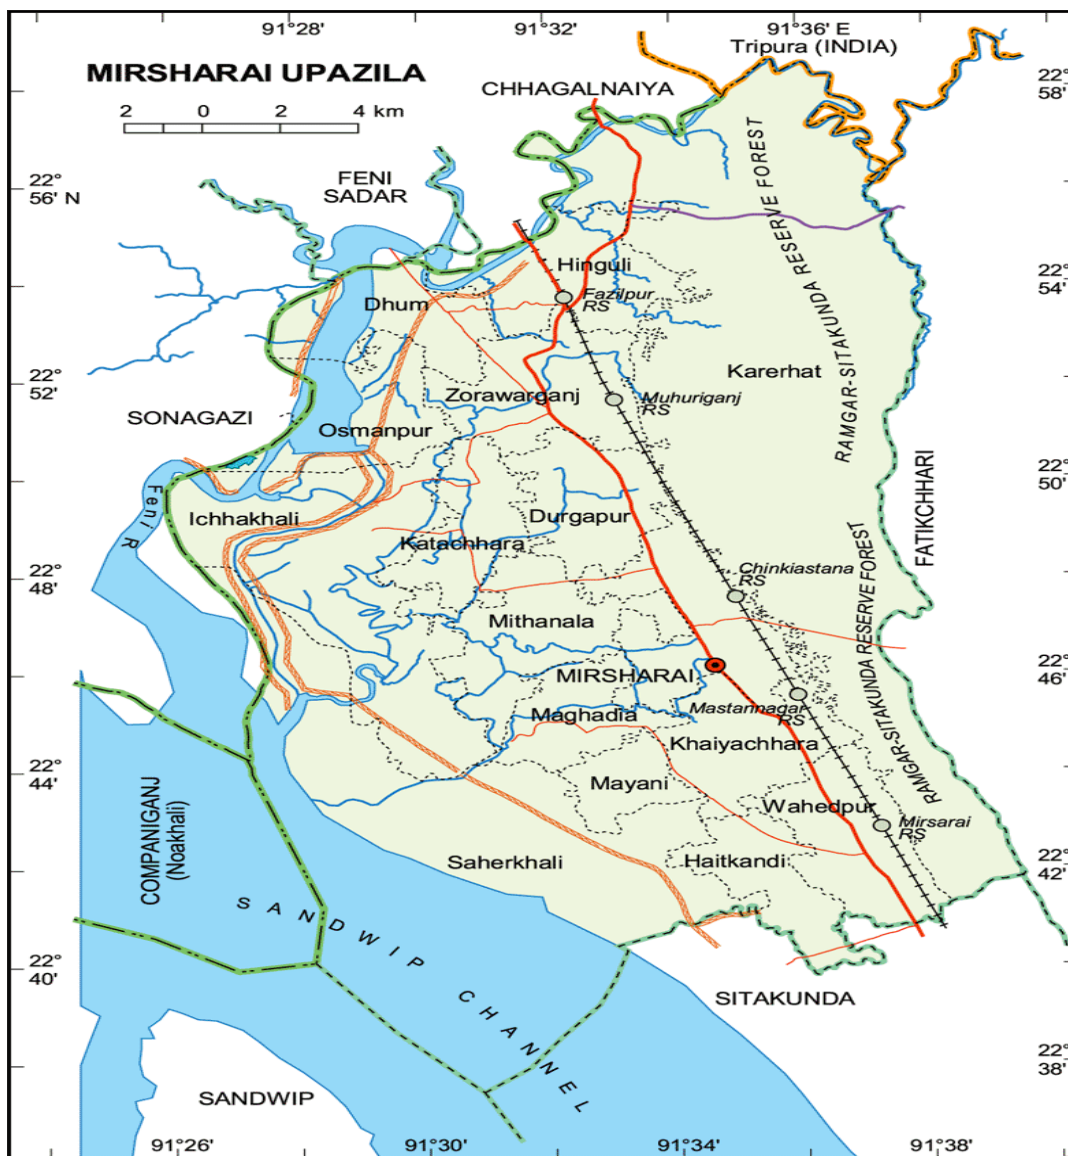 91°28'
91°32'
91°36' E
Tripura (INDIA)
MIRSHARAI UPAZILA
CHHAGALNAIYA
22°
58'
2 0 2 4 km
FENI
SADAR
22°
56' N
RAMGAR-SITAKUNDA RESERVE FOREST
Hinguli
22°
54'
Dhum
Fazilpur
RS
Karerhat
22°
52'
Zorawarganj
Muhuriganj
RS
SONAGAZI
Osmanpur
22°
50'
Feni R
Ichhakhali
Durgapur
FATIKCHHARI
Katachhara
RAMGAR-SITAKUNDA RESERVE FOREST
22°
48'
Chinkiastana
RS
Mithanala
22°
46'
MIRSHARAI
Maghadia
Mastannagar
RS
Khaiyachhara
22°
44'
Mayani
Wahedpur
Mirsarai
RS
COMPANIGANJ
(Noakhali)
Saherkhali
Haitkandi
22°
42'
SANDWIP CHANNEL
22°
40'
SITAKUNDA
22°
38'
SANDWIP
91°26'
91°30'
91°34'
91°38'